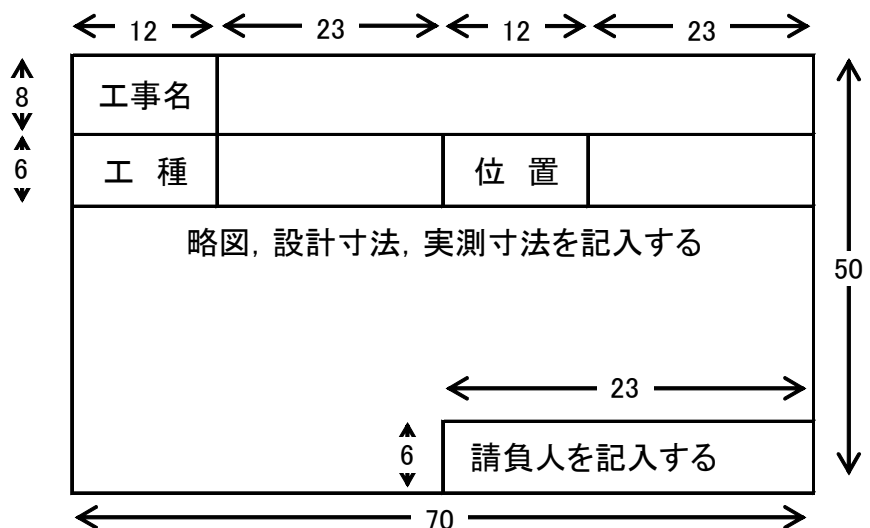 12 23 12 23
8
工事名
6
工 種 位 置
略図，設計寸法，実測寸法を記入する
50
23
6
請負人を記入する
70